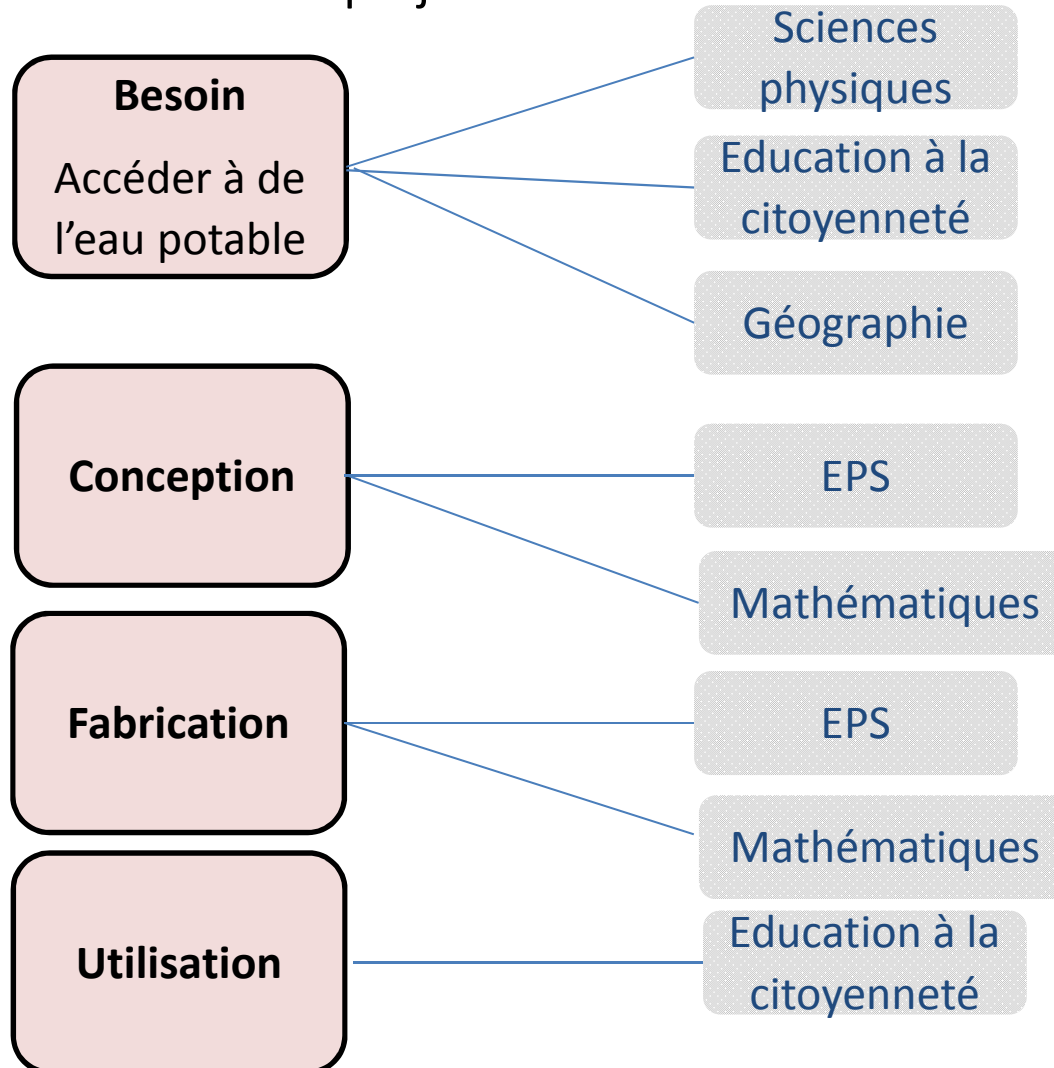 Besoin
Accéder à de
l'eau potable
Sciences
physiques
Education à la
citoyenneté
Géographie
Conception
EPS
Mathématiques
Fabrication
EPS
Mathématiques
Utilisation
Education à la
citoyenneté